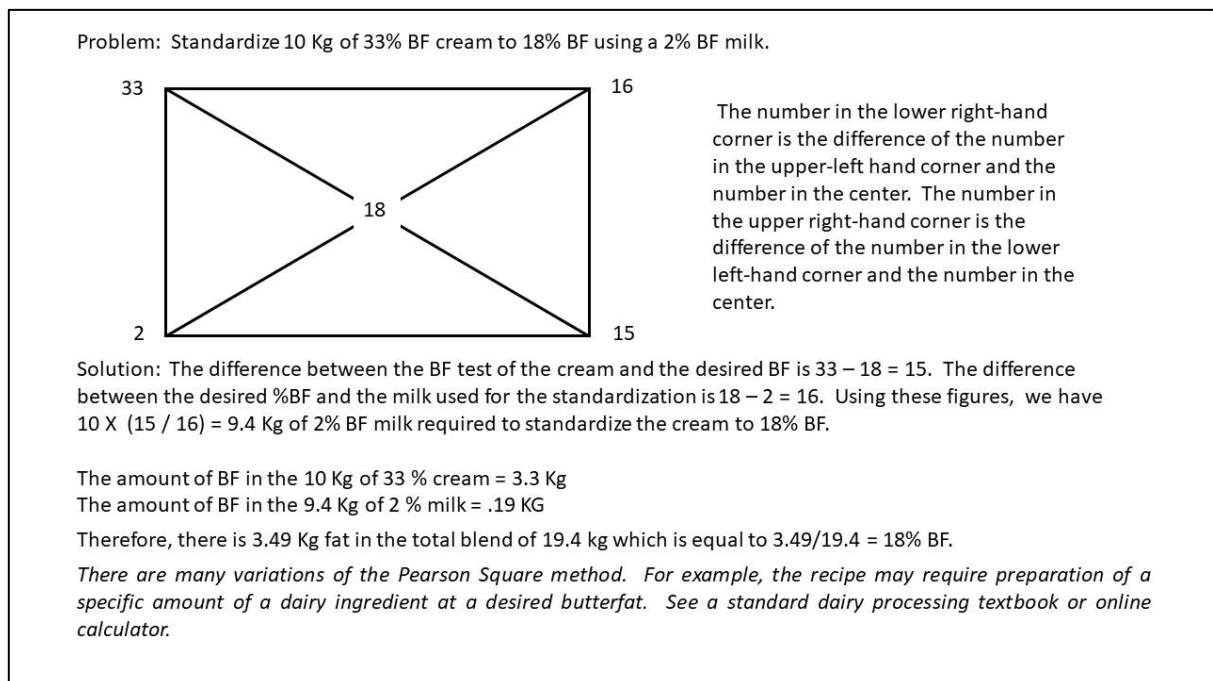 Problem:  Standardize 10 Kg of 33% BF cream to 18% BF using a 2% BF milk.
33
16
The number in the lower right-hand
corner is the difference of the number
in the upper-left hand corner and the
number in the center.  The number in
the upper right-hand corner is the
difference of the number in the lower
left-hand corner and the number in the
center.
18
2
15
Solution:  The difference between the BF test of the cream and the desired BF is 33 – 18 = 15.  The difference
between the desired %BF and the milk used for the standardization is 18 – 2 = 16.  Using these figures,  we have
10 X  (15 / 16) = 9.4 Kg of 2% BF milk required to standardize the cream to 18% BF.
The amount of BF in the 10 Kg of 33 % cream = 3.3 Kg
The amount of BF in the 9.4 Kg of 2 % milk = .19 KG
Therefore, there is 3.49 Kg fat in the total blend of 19.4 kg which is equal to 3.49/19.4 = 18% BF.
There are many variations of the Pearson Square method.  For example, the recipe may require preparation of a
specific amount of a dairy ingredient at a desired butterfat.  See a standard dairy processing textbook or online
calculator.